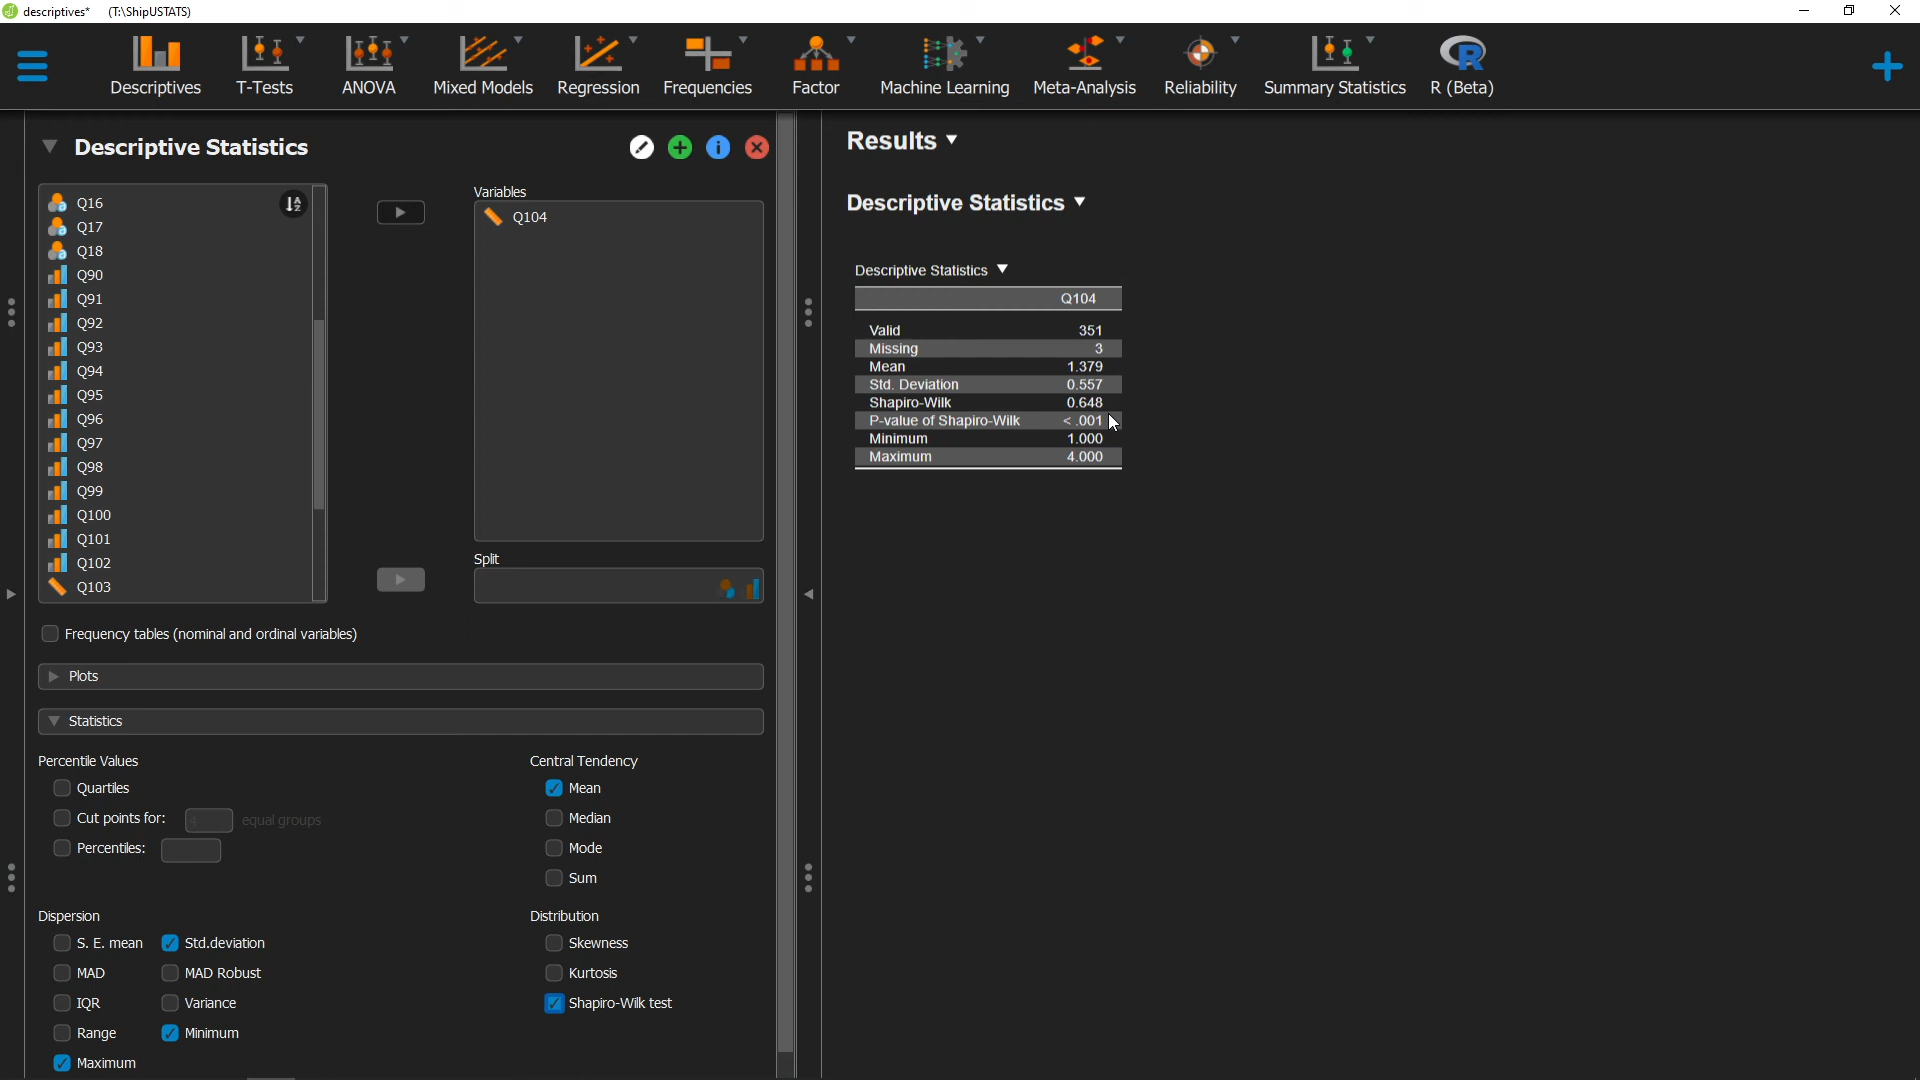 descriptives* (T:\ShipUSTATS)
Descriptives T-Tests ANOVA Mixed Models Regression Frequencies Factor Machine Learning Meta-Analysis Reliability Summary Statistics R (Beta)
Descriptive Statistics
Q16
Q17
Q18
Q90
Q91
Q92
Q93
Q94
Q95
Q96
Q97
Q98
Q99
Q100
Q101
Q102
Q103
Variables
Q104
Split
Frequency tables (nominal and ordinal variables)
Plots
Statistics
Percentile Values
Quartiles
Cut points for: 4 equal groups
Percentiles:
Central Tendency
Mean
Median
Mode
Sum
Dispersion
S. E. mean Std.deviation
MAD MAD Robust
IQR Variance
Range Minimum
Maximum
Distribution
Skewness
Kurtosis
Shapiro-Wilk test
Results
Descriptive Statistics
Descriptive Statistics
Q104
Valid 351
Missing 3
Mean 1.379
Std. Deviation 0.557
Shapiro-Wilk 0.648
P-value of Shapiro-Wilk < .001
Minimum 1.000
Maximum 4.000